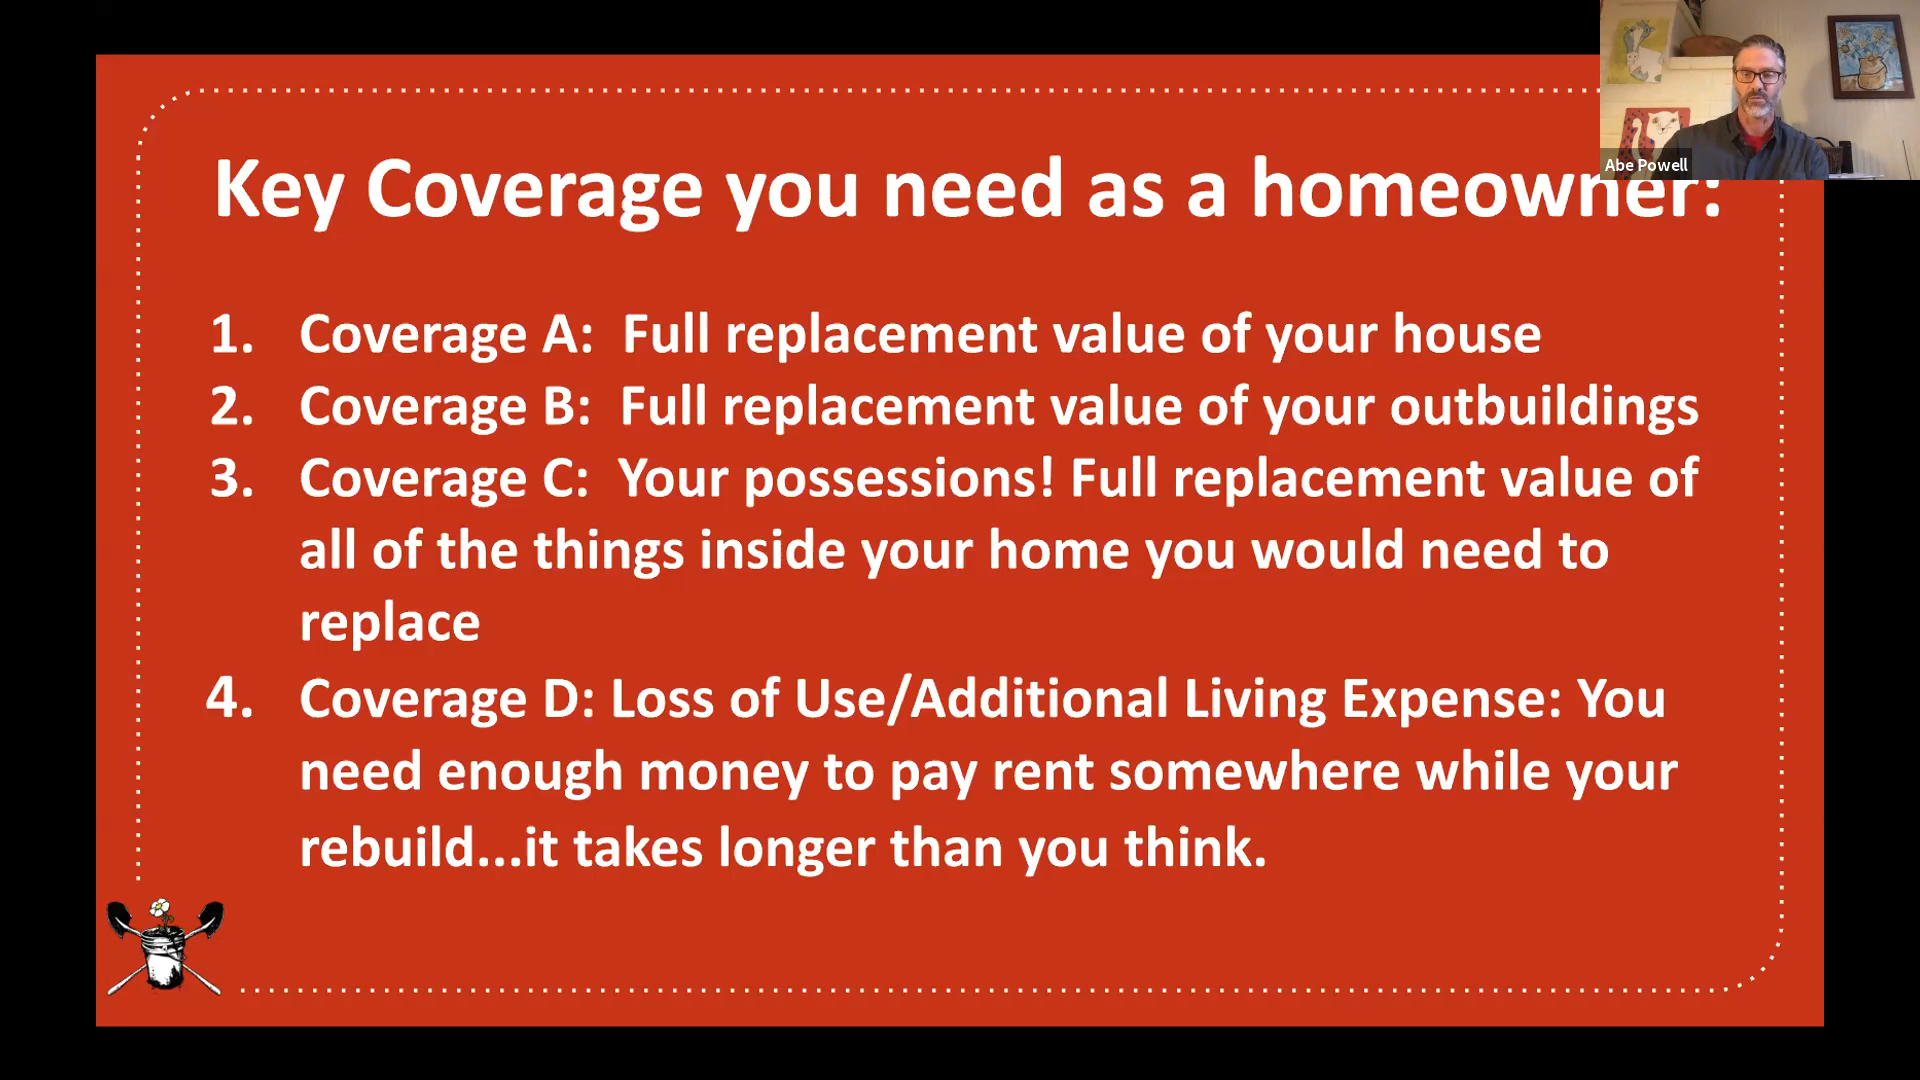 Abe Powell
Key Coverage you need as a homeowner:
1. Coverage A: Full replacement value of your house
2. Coverage B: Full replacement value of your outbuildings
3. Coverage C: Your possessions! Full replacement value of
all of the things inside your home you would need to
replace
4. Coverage D: Loss of Use/Additional Living Expense: You
need enough money to pay rent somewhere while your
rebuild...it takes longer than you think.